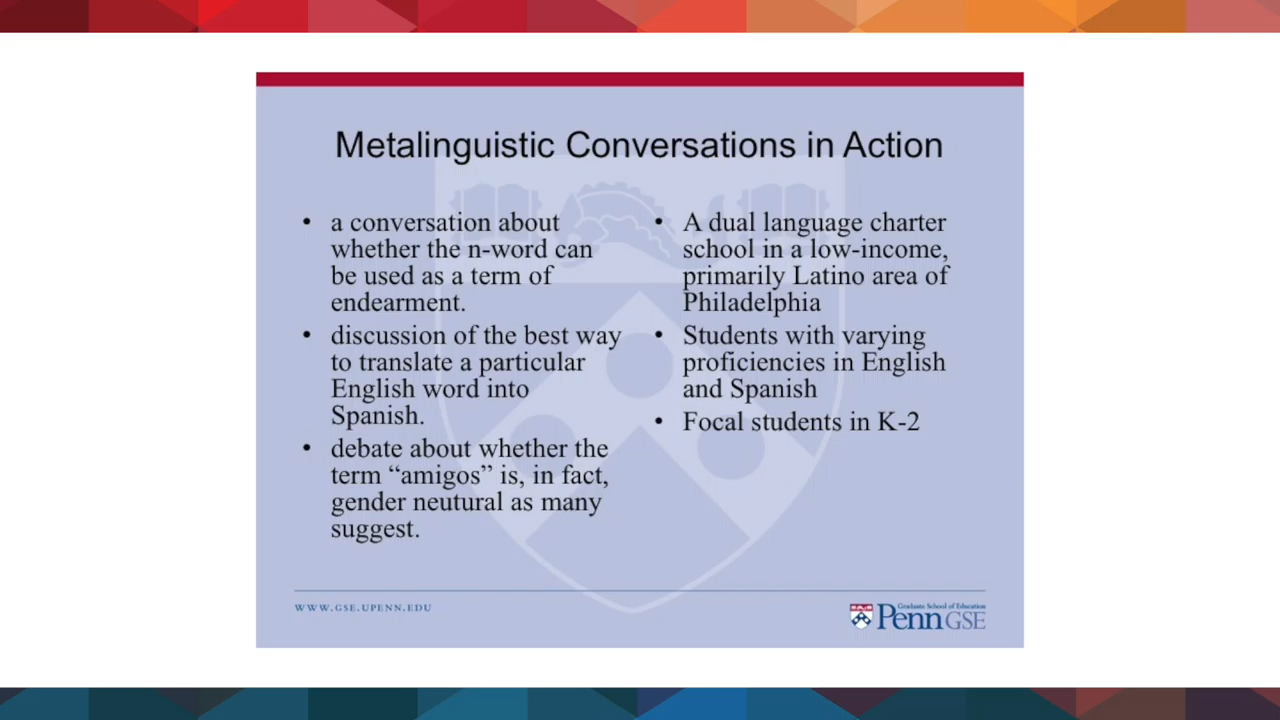 Metalinguistic Conversations in Action
• a conversation about
whether the n-word can
be used as a term of
endearment.
• discussion of the best way
to translate a particular
English word into
Spanish.
• debate about whether the
term “amigos” is, in fact,
gender neutural as many
suggest.
• A dual language charter
school in a low-income,
primarily Latino area of
Philadelphia
• Students with varying
proficiencies in English
and Spanish
• Focal students in K-2
WWW.GSE.UPENN.EDU
Graduate School of Education
Penn GSE